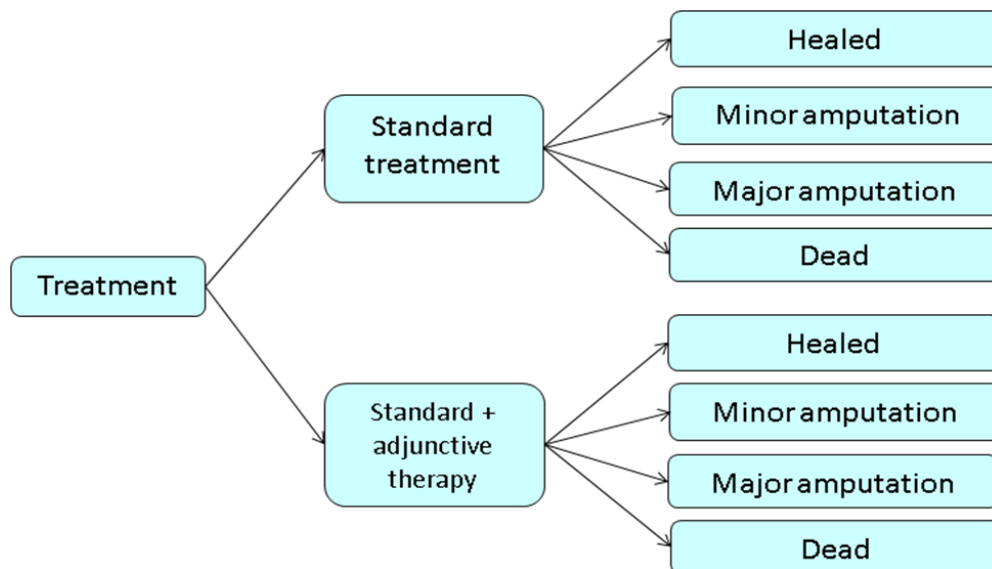 Healed
Standard
treatment
Minor amputation
Major amputation
Dead
Treatment
Healed
Standard +
adjunctive
therapy
Minor amputation
Major amputation
Dead